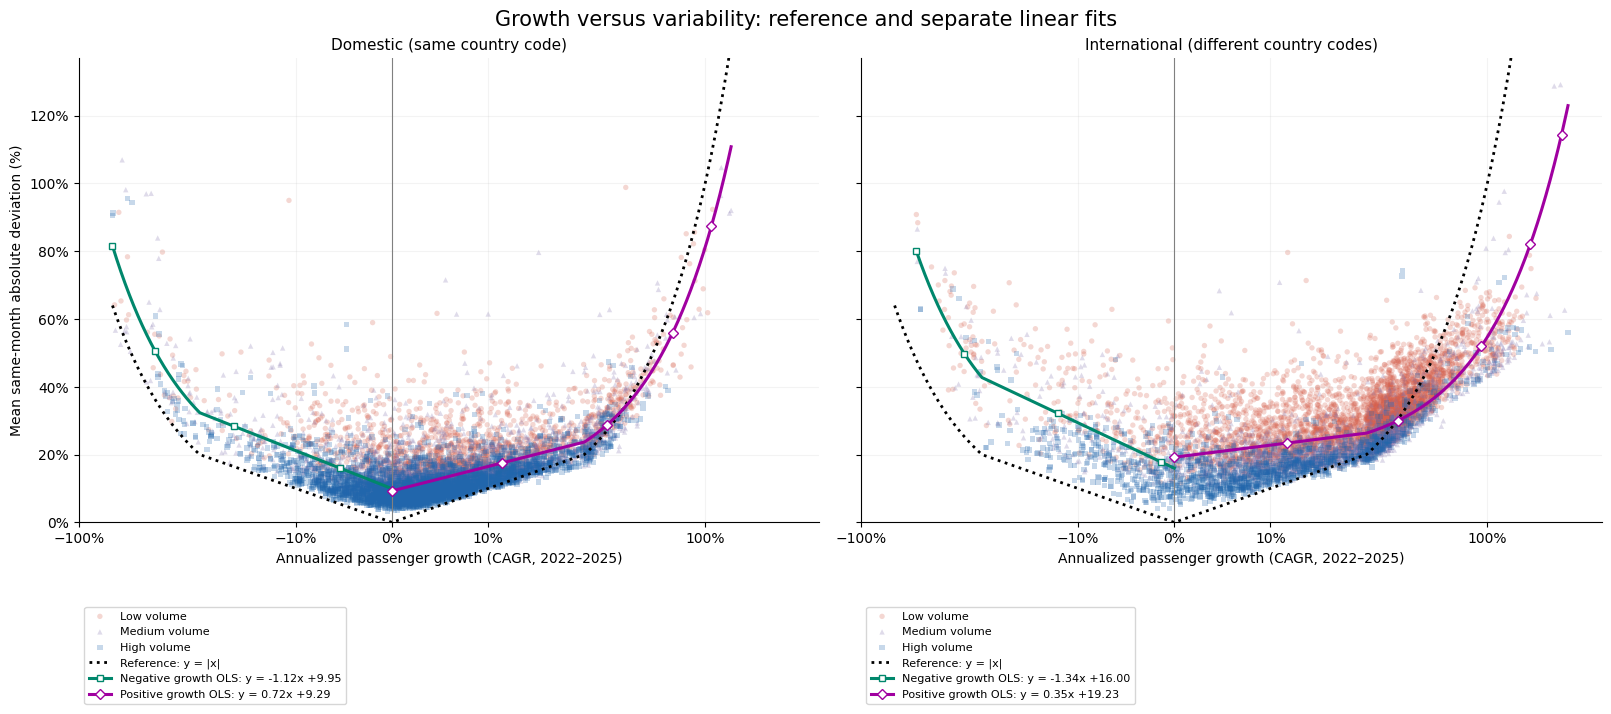 Growth versus variability: reference and separate linear fits
Domestic (same country code)
International (different country codes)
Mean same-month absolute deviation (%)
120%
100%
80%
60%
40%
20%
0%
−100%
−10%
0%
10%
100%
−100%
−10%
0%
10%
100%
Annualized passenger growth (CAGR, 2022–2025)
Annualized passenger growth (CAGR, 2022–2025)
Low volume
Medium volume
High volume
Reference: y = |x|
Negative growth OLS: y = -1.12x +9.95
Positive growth OLS: y = 0.72x +9.29
Low volume
Medium volume
High volume
Reference: y = |x|
Negative growth OLS: y = -1.34x +16.00
Positive growth OLS: y = 0.35x +19.23